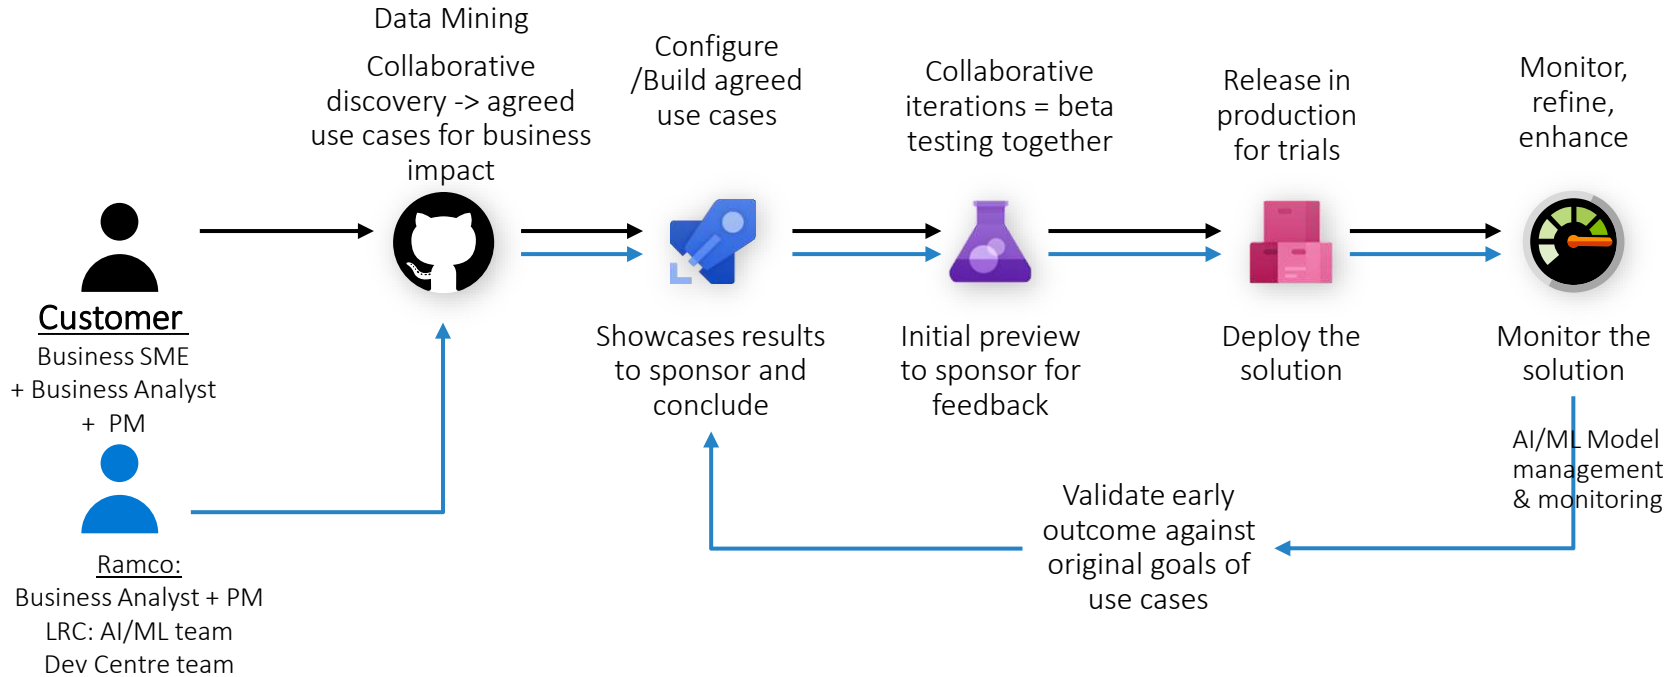 Data Mining
Collaborative
discovery -> agreed
use cases for business
impact
Configure
/Build agreed
use cases
Collaborative
iterations = beta
testing together
Release in
production
for trials
Monitor,
refine,
enhance
Customer
Business SME
+ Business Analyst
+ PM
Showcases results
to sponsor and
conclude
Initial preview
to sponsor for
feedback
Deploy the
solution
Monitor the
solution
AI/ML Model
management
& monitoring
Validate early
outcome against
original goals of
use cases
Ramco:
Business Analyst + PM
LRC: AI/ML team
Dev Centre team